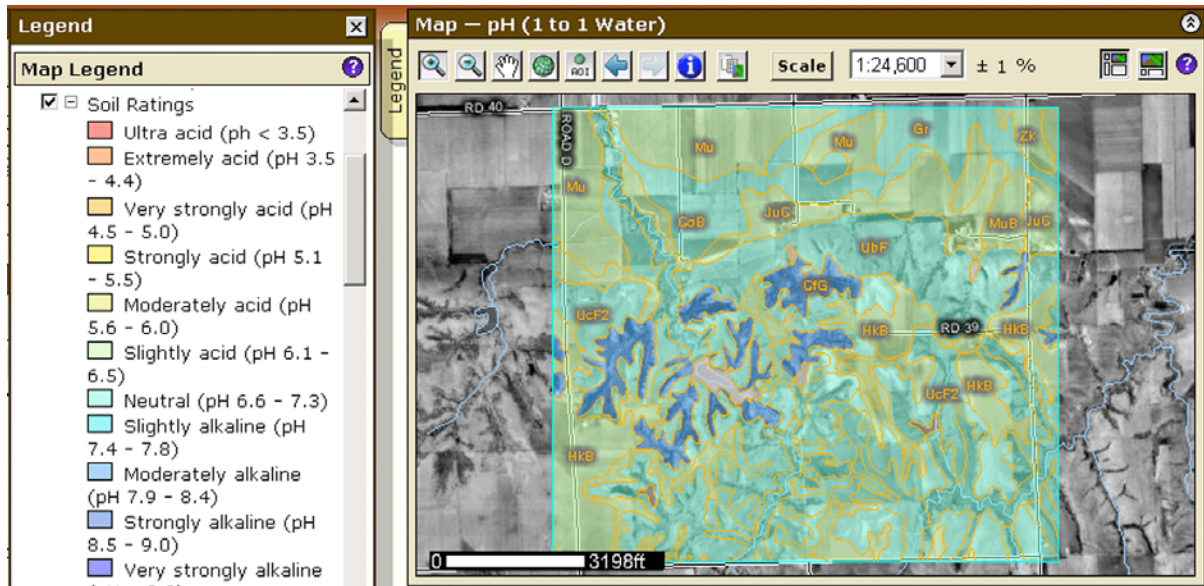 Legend
Map Legend
Soil Ratings
Ultra acid (ph < 3.5)
Extremely acid (pH 3.5
- 4.4)
Very strongly acid (pH
4.5 - 5.0)
Strongly acid (pH 5.1
- 5.5)
Moderately acid (pH
5.6 - 6.0)
Slightly acid (pH 6.1 -
6.5)
Neutral (pH 6.6 - 7.3)
Slightly alkaline (pH
7.4 - 7.8)
Moderately alkaline
(pH 7.9 - 8.4)
Strongly alkaline (pH
8.5 - 9.0)
Very strongly alkaline
Legend
Map — pH (1 to 1 Water)
AOI
Scale
1:24,600
± 1 %
RD 40
ROAD D
Mu
Mu
Gr
Zk
Mu
CoB
JuC
MuB
JuC
UbF
CfG
UcF2
HkB
RD 39
HkB
UcF2
HkB
HkB
0
3198ft